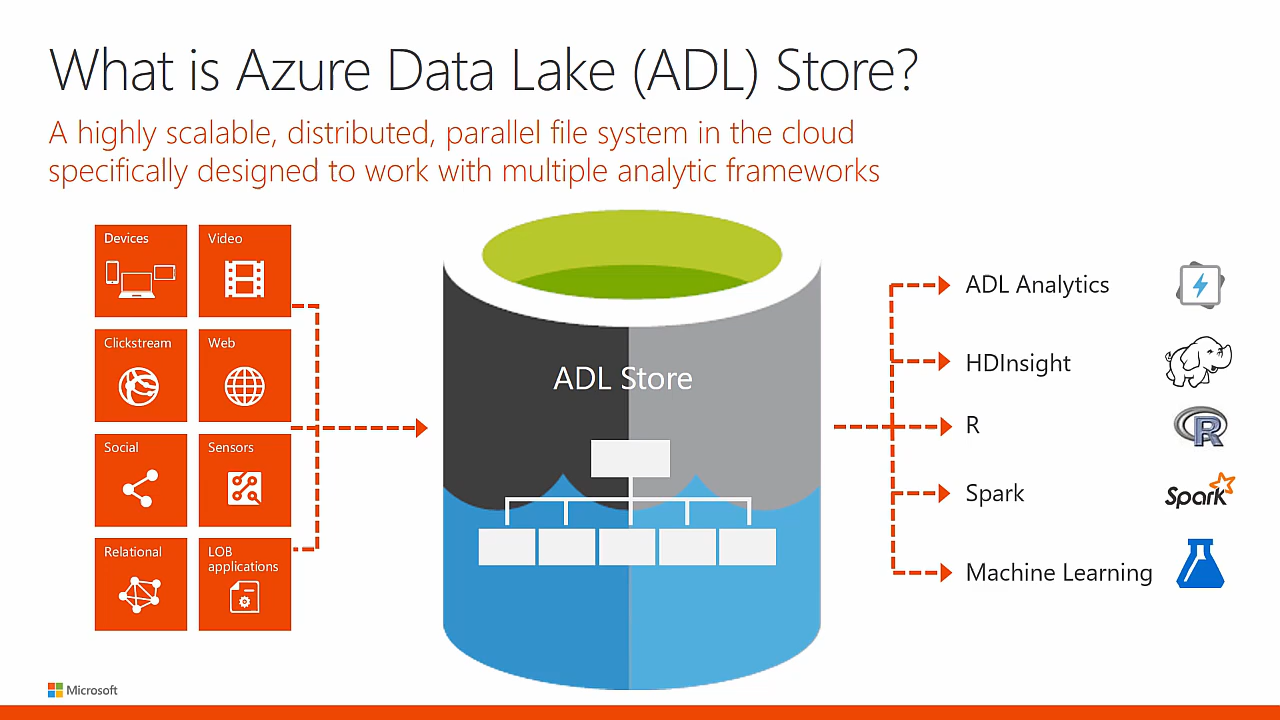 What is Azure Data Lake (ADL) Store?
A highly scalable, distributed, parallel file system in the cloud
specifically designed to work with multiple analytic frameworks
Devices
Video
Clickstream
Web
Social
Sensors
Relational
LOB
applications
ADL Store
ADL Analytics
HDInsight
R
R
Spark
Spark
Machine Learning
Microsoft